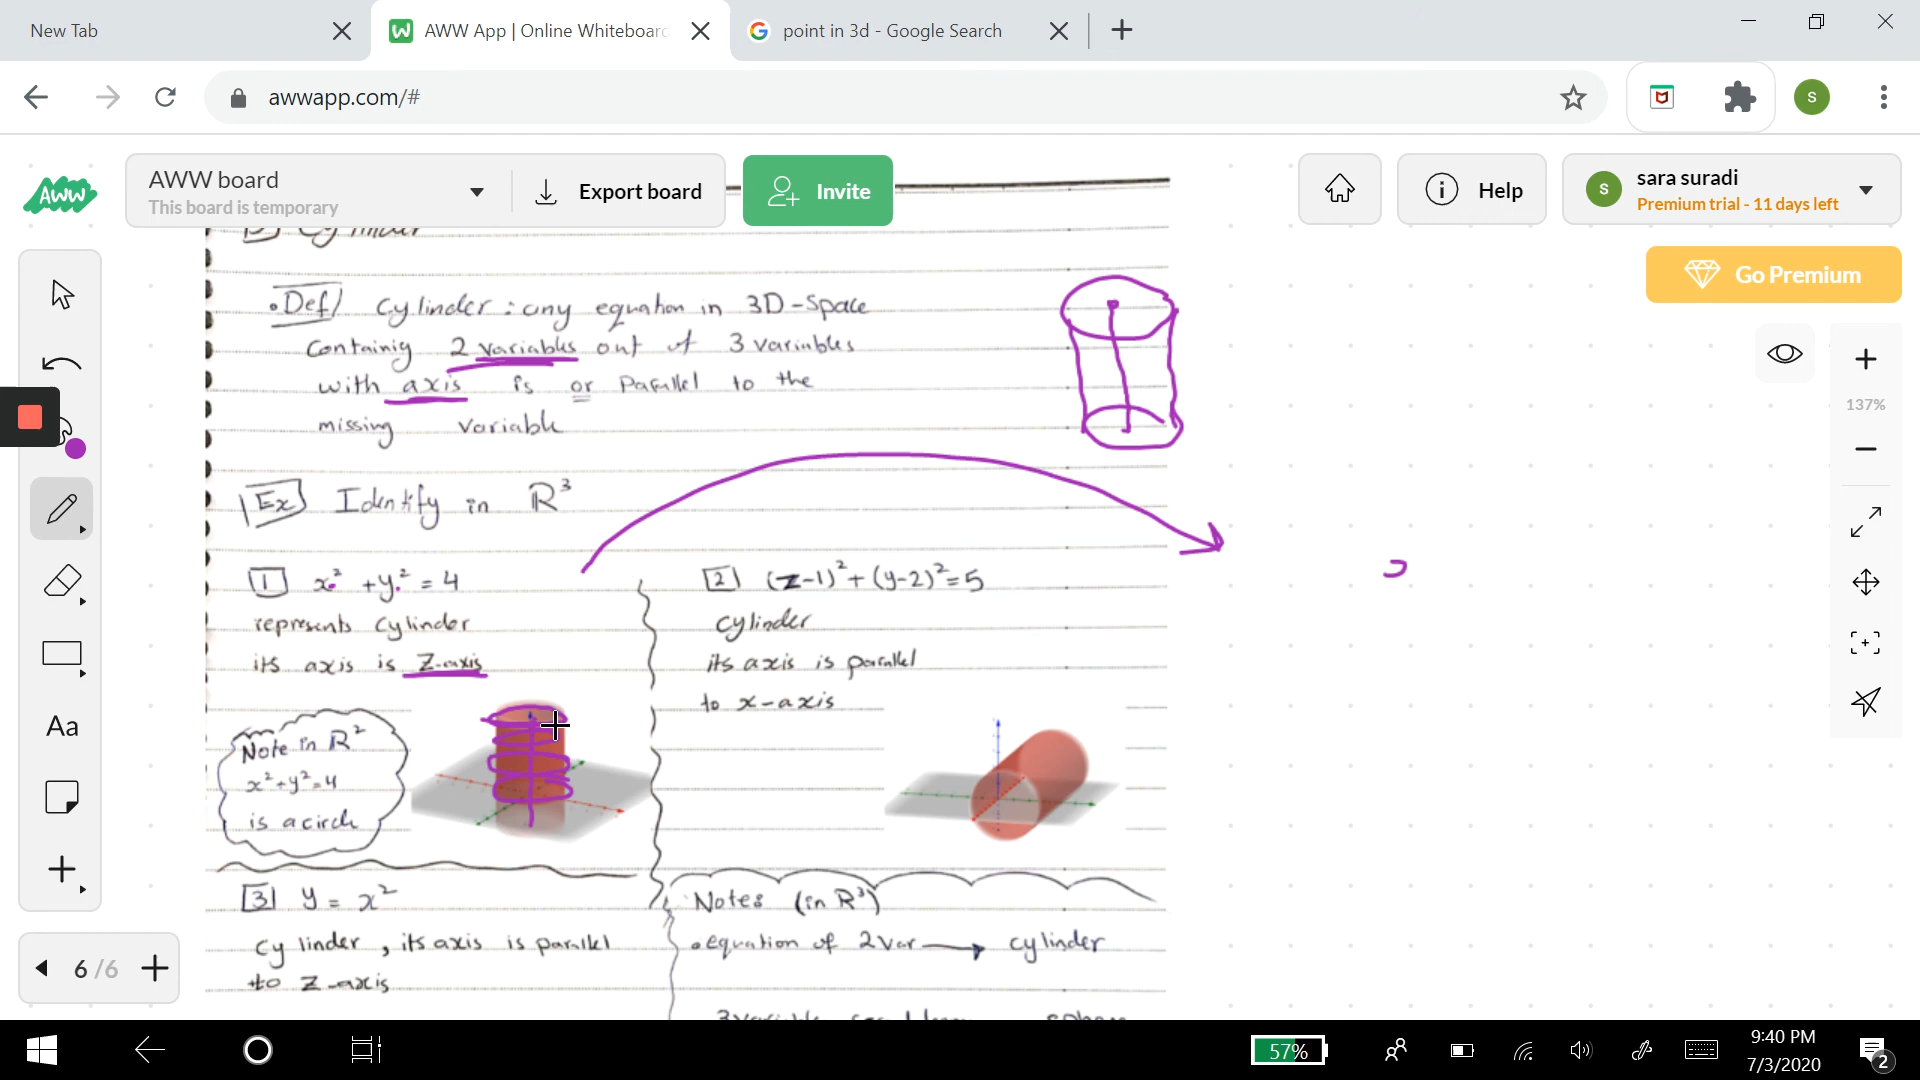 New Tab
AWW App | Online Whiteboard
point in 3d - Google Search
awwapp.com/#
S
AWW
AWW board
This board is temporary
Export board
Invite
Help
S
sara suradi
Premium trial - 11 days left
Go Premium
137%
Cylinder
• Def/ cylinder : any equation in 3D-Space
Containig 2 variables out of 3 variables
with axis is or Parallel to the
missing variable
Ex Identify in R³
1 x² + y² = 4
represents cylinder
its axis is Z-axis
2 (z-1)² + (y-2)² = 5
cylinder
its axis is parallel
to x-axis
Note in R²
x² + y² = 4
is a circle
3 y = x²
cylinder, its axis is parallel
to Z-axis
Notes (in R³)
• equation of 2 var → cylinder
Aa
6 /6
57%
9:40 PM
7/3/2020
2